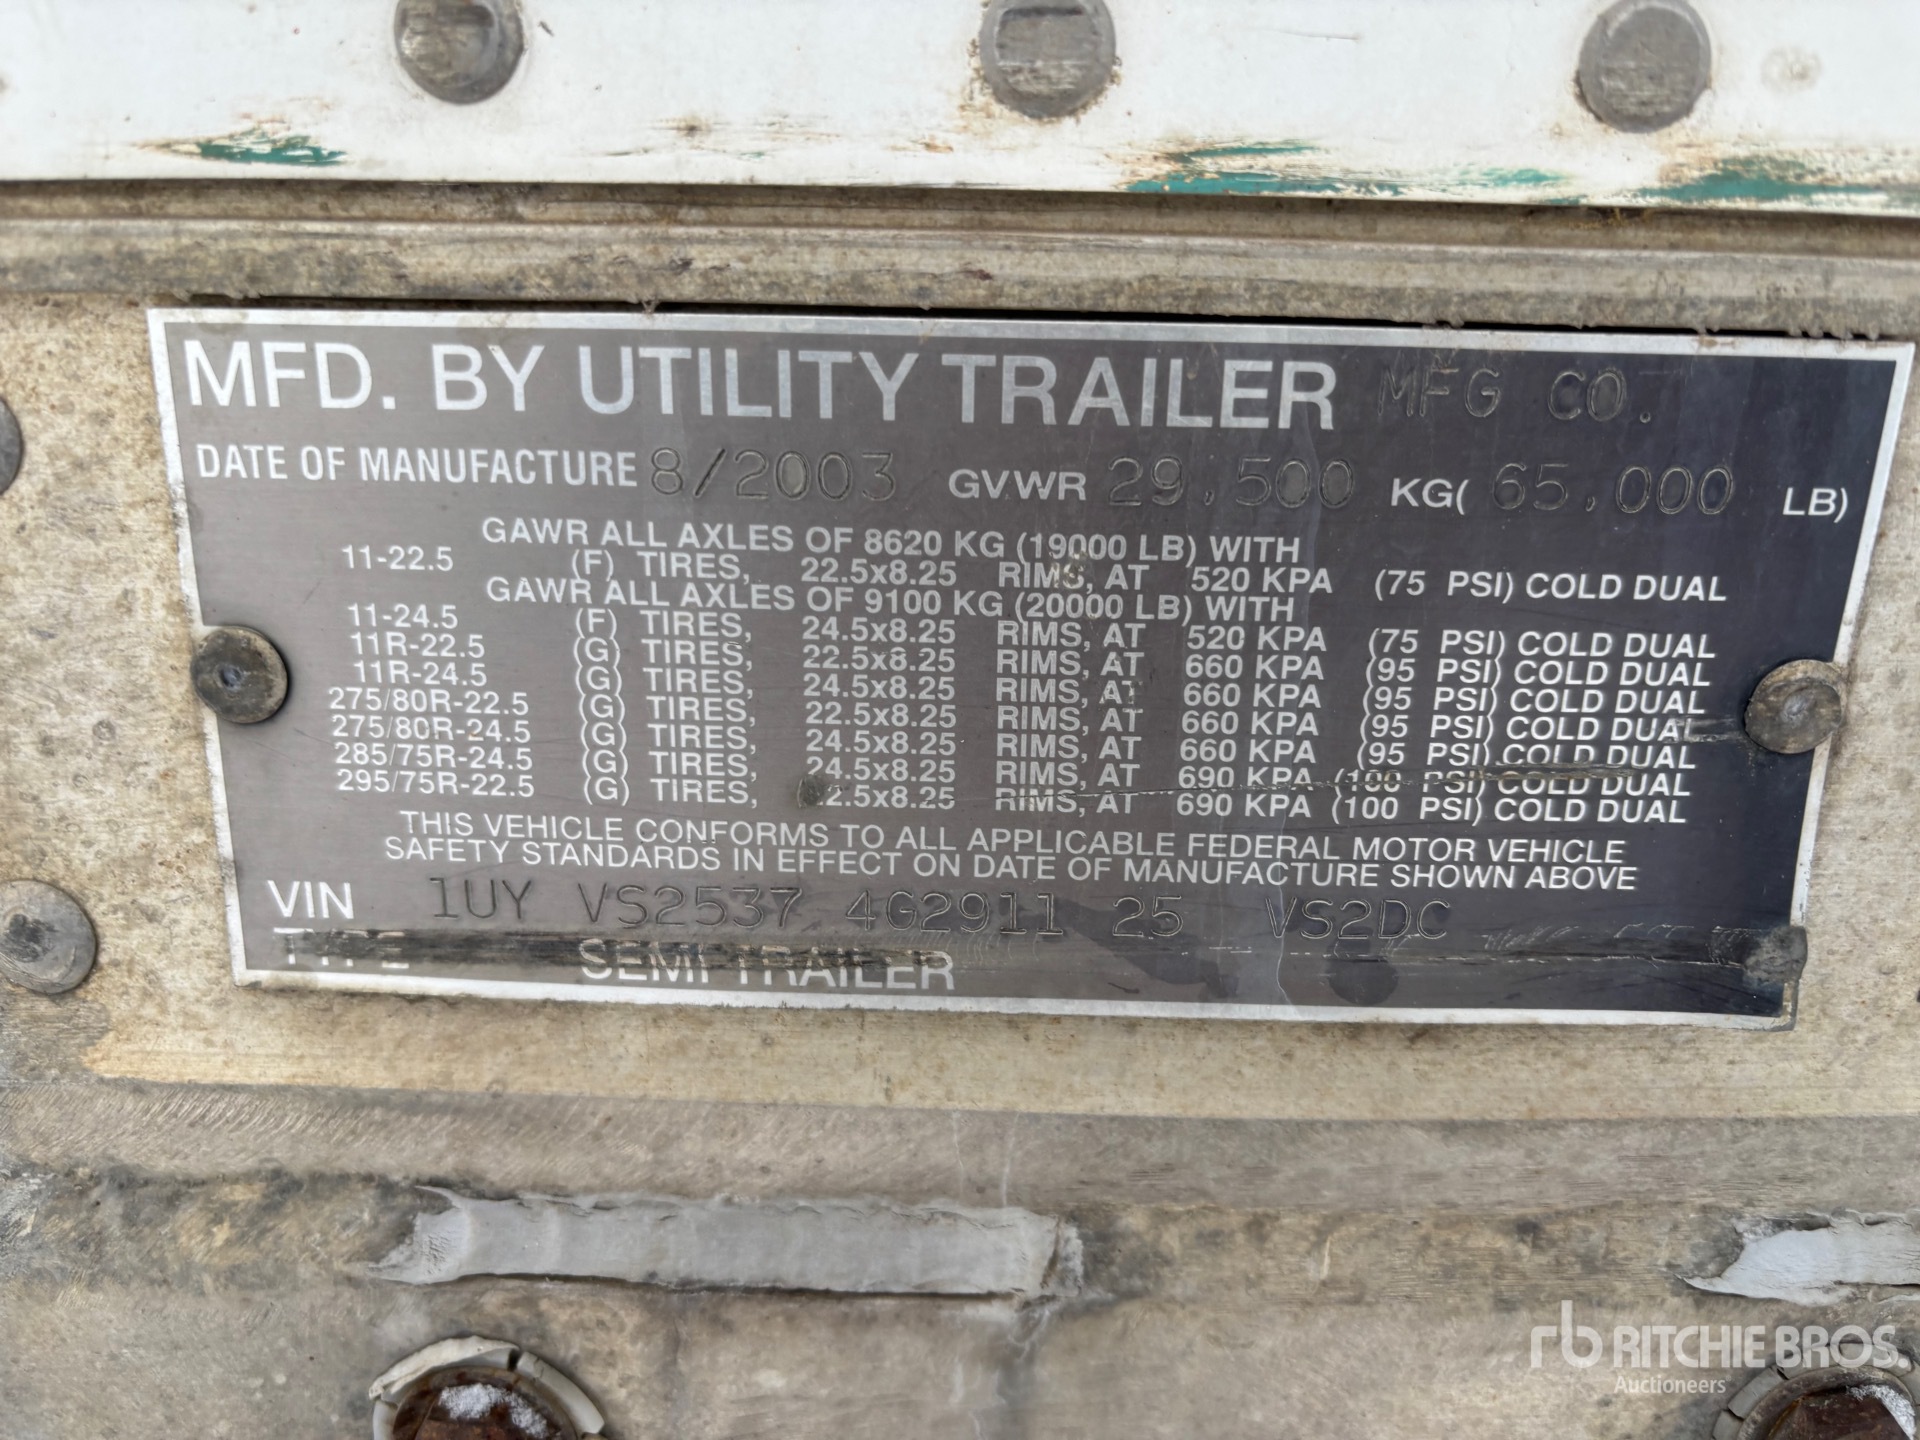 MFD. BY UTILITY TRAILER MFG CO.
DATE OF MANUFACTURE 8/2003 GVWR 29,500 KG( 65,000 LB)
GAWR ALL AXLES OF 8620 KG (19000 LB) WITH
11-22.5 (F) TIRES, 22.5x8.25 RIMS, AT 520 KPA (75 PSI) COLD DUAL
GAWR ALL AXLES OF 9100 KG (20000 LB) WITH
11-24.5 (F) TIRES, 24.5x8.25 RIMS, AT 520 KPA (75 PSI) COLD DUAL
11R-22.5 (G) TIRES, 22.5x8.25 RIMS, AT 660 KPA (95 PSI) COLD DUAL
11R-24.5 (G) TIRES, 24.5x8.25 RIMS, AT 660 KPA (95 PSI) COLD DUAL
275/80R-22.5 (G) TIRES, 22.5x8.25 RIMS, AT 660 KPA (95 PSI) COLD DUAL
275/80R-24.5 (G) TIRES, 24.5x8.25 RIMS, AT 660 KPA (95 PSI) COLD DUAL
285/75R-24.5 (G) TIRES, 24.5x8.25 RIMS, AT 690 KPA (100 PSI) COLD DUAL
295/75R-22.5 (G) TIRES, 22.5x8.25 RIMS, AT 690 KPA (100 PSI) COLD DUAL
THIS VEHICLE CONFORMS TO ALL APPLICABLE FEDERAL MOTOR VEHICLE
SAFETY STANDARDS IN EFFECT ON DATE OF MANUFACTURE SHOWN ABOVE
VIN 1UY VS2537 4G2911 25 VS2DC
TYPE SEMI TRAILER
rb RITCHIE BROS.
Auctioneers